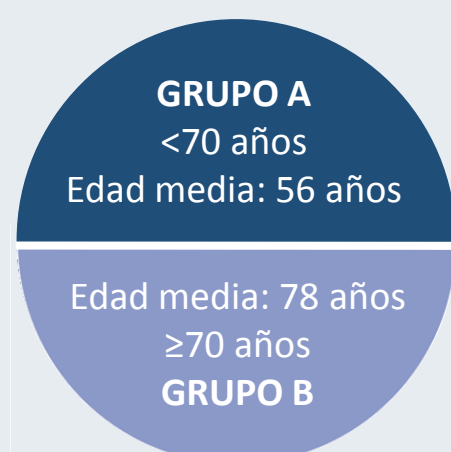 GRUPO A
<70 años
Edad media: 56 años
Edad media: 78 años
≥70 años
GRUPO B